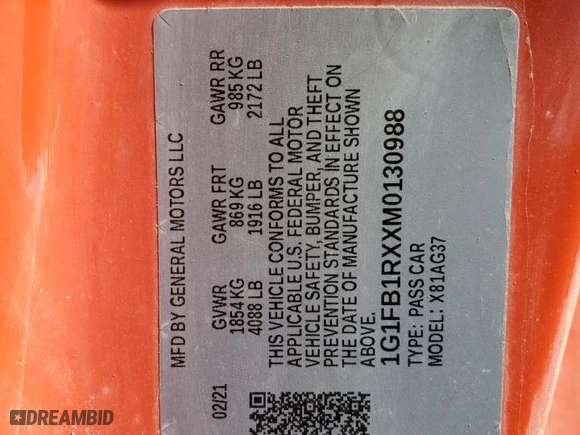 MFD BY GENERAL MOTORS LLC
02/21 GVWR GAWR FRT GAWR RR
1854 KG 869 KG 985 KG
4088 LB 1916 LB 2172 LB
THIS VEHICLE CONFORMS TO ALL
APPLICABLE U.S. FEDERAL MOTOR
VEHICLE SAFETY, BUMPER, AND THEFT
PREVENTION STANDARDS IN EFFECT ON
THE DATE OF MANUFACTURE SHOWN
ABOVE.
1G1FB1RXXM0130988
TYPE: PASS CAR
MODEL: X81AG37
DREAMBID